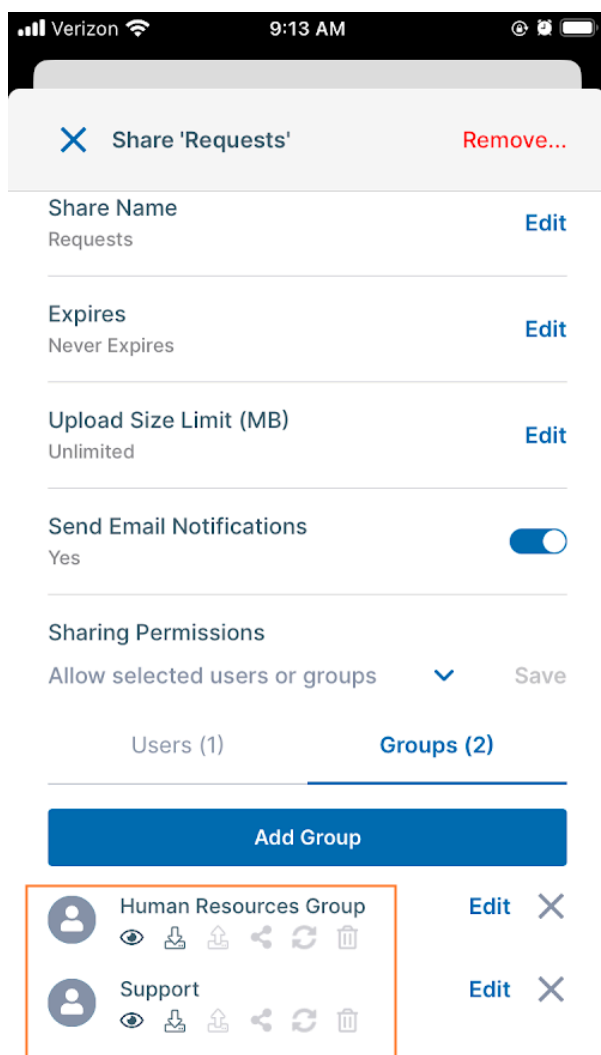 Verizon 9:13 AM
Share 'Requests' Remove...
Share Name
Edit
Requests
Expires
Edit
Never Expires
Upload Size Limit (MB)
Edit
Unlimited
Send Email Notifications
Yes
Sharing Permissions
Allow selected users or groups Save
Users (1) Groups (2)
Add Group
Human Resources Group Edit
Support Edit